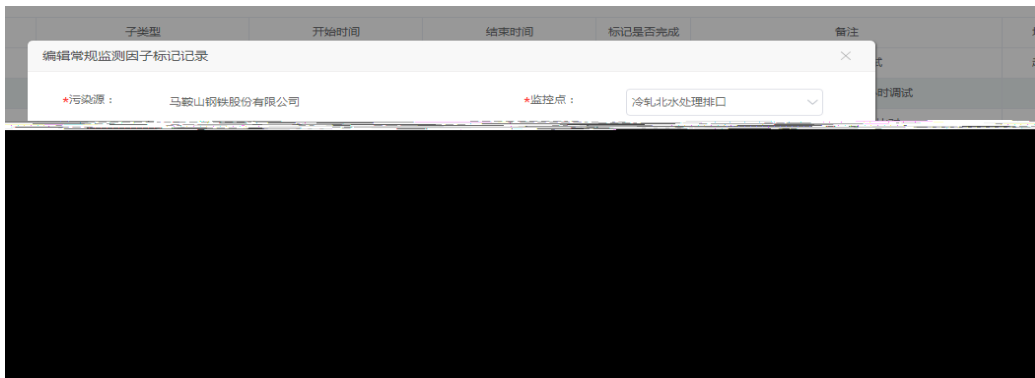 子类型 开始时间 结束时间 标记是否完成 备注
编辑常规监测因子标记记录
*污染源： 马鞍山钢铁股份有限公司 *监控点： 冷轧北水处理排口
时调试